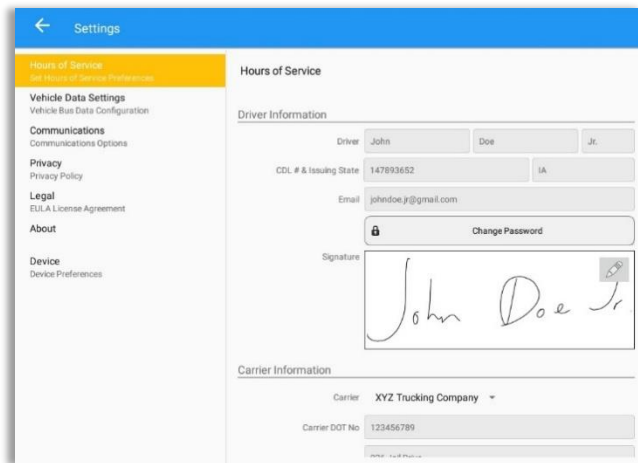 Settings
Hours of Service
Set Hours of Service Preferences
Vehicle Data Settings
Vehicle Bus Data Configuration
Communications
Communications Options
Privacy
Privacy Policy
Legal
EULA License Agreement
About
Device
Device Preferences
Hours of Service
Driver Information
Driver John Doe Jr.
CDL # & Issuing State 147893652 IA
Email johndoe.jr@gmail.com
Change Password
Signature John Doe Jr.
Carrier Information
Carrier XYZ Trucking Company
Carrier DOT No 123456789